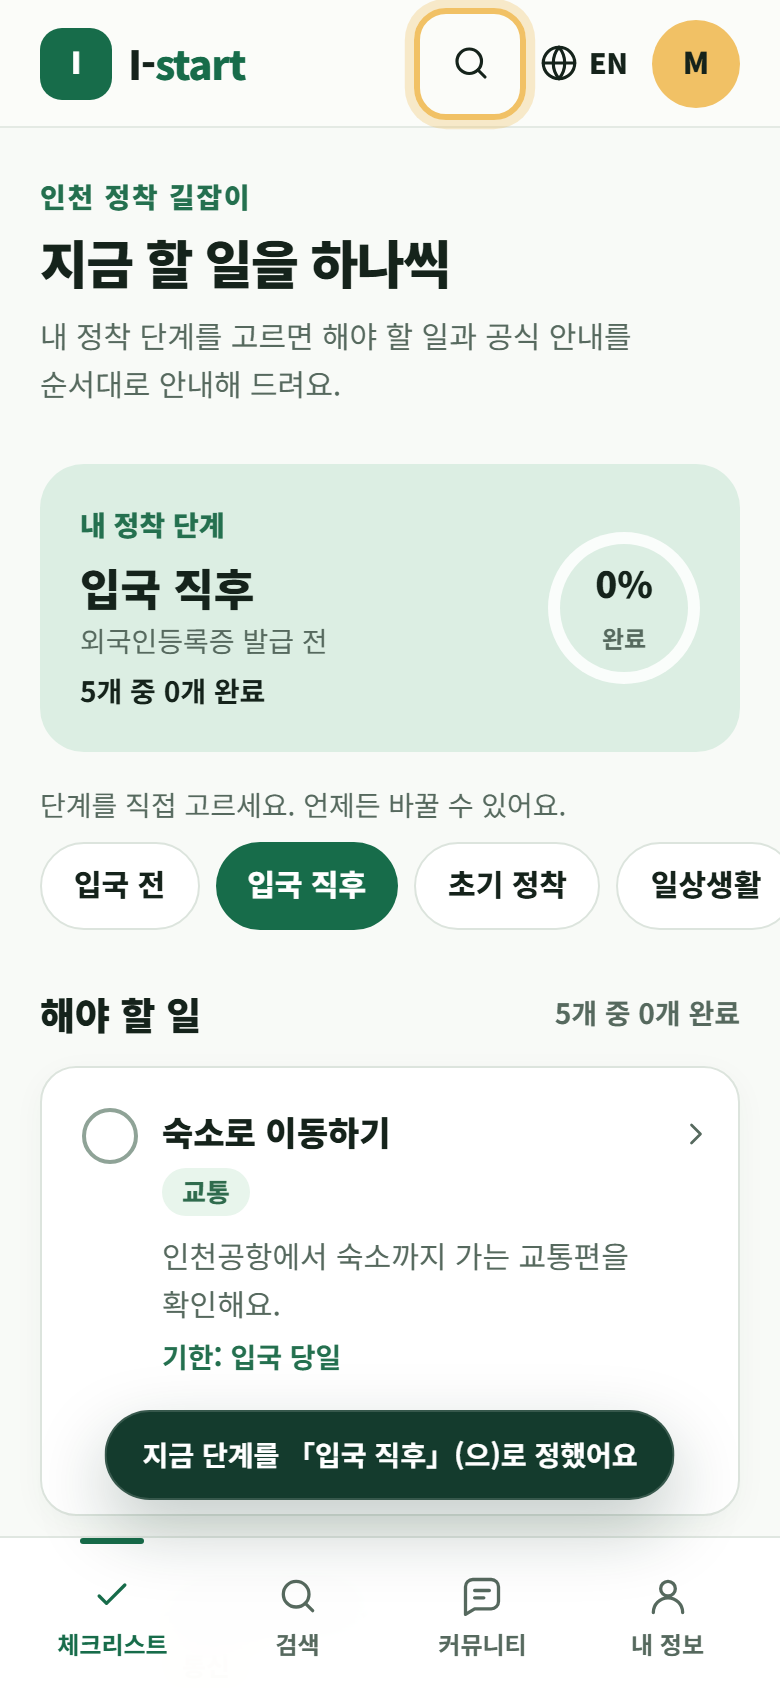 I
I-start
EN
M
인천 정착 길잡이
지금 할 일을 하나씩
내 정착 단계를 고르면 해야 할 일과 공식 안내를
순서대로 안내해 드려요.
내 정착 단계
입국 직후
외국인등록증 발급 전
5개 중 0개 완료
0%
완료
단계를 직접 고르세요. 언제든 바꿀 수 있어요.
입국 전
입국 직후
초기 정착
일상생활
해야 할 일
5개 중 0개 완료
숙소로 이동하기
교통
인천공항에서 숙소까지 가는 교통편을
확인해요.
기한: 입국 당일
지금 단계를 「입국 직후」(으)로 정했어요
체크리스트
검색
커뮤니티
내 정보